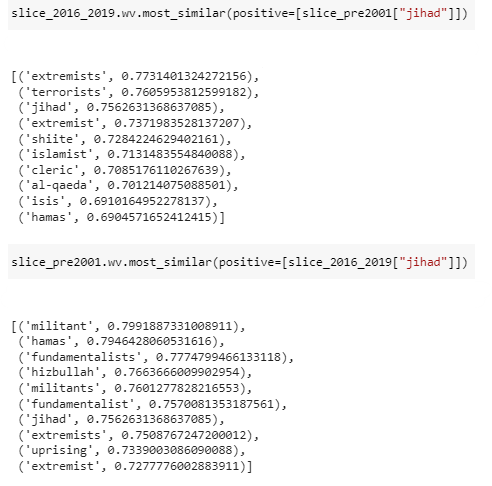 slice_2016_2019.wv.most_similar(positive=[slice_pre2001["jihad"]])
[('extremists', 0.7731401324272156),
('terrorists', 0.7605953812599182),
('jihad', 0.7562631368637085),
('extremist', 0.7371983528137207),
('shiite', 0.7284224629402161),
('islamist', 0.7131483554840088),
('cleric', 0.7085176110267639),
('al-qaeda', 0.701214075088501),
('isis', 0.6910164952278137),
('hamas', 0.6904571652412415)]
slice_pre2001.wv.most_similar(positive=[slice_2016_2019["jihad"]])
[('militant', 0.7991887331008911),
('hamas', 0.7946428060531616),
('fundamentalists', 0.7774799466133118),
('hizbullah', 0.7663666009902954),
('militants', 0.7601277828216553),
('fundamentalist', 0.7570081353187561),
('jihad', 0.7562631368637085),
('extremists', 0.7508767247200012),
('uprising', 0.7339003086090088),
('extremist', 0.7277776002883911)]